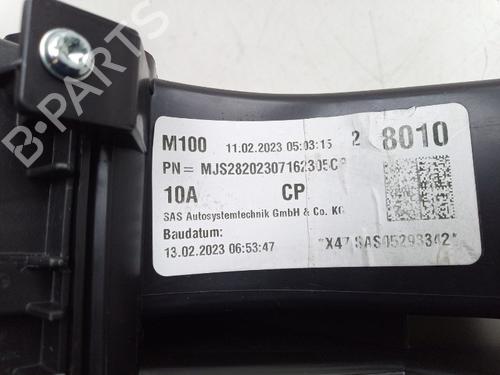 B-PARTS
M100 11.02.2023 05:03:15 2 8010
PN = MJS28202307162305C
10A CP
SAS Autosystemtechnik GmbH & Co. KG
Baudatum:
13.02.2023 06:53:47 *X47 SAS05293342*